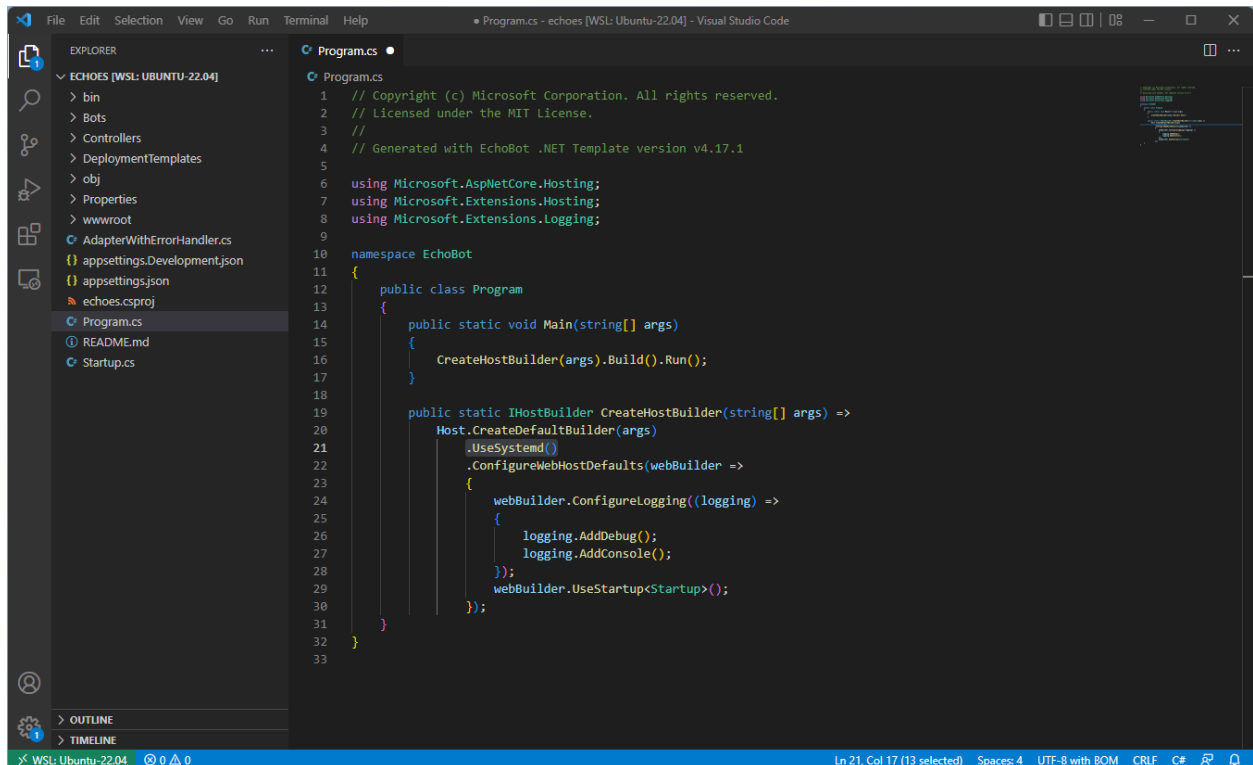 File Edit Selection View Go Run Terminal Help
● Program.cs - echoes [WSL: Ubuntu-22.04] - Visual Studio Code
EXPLORER
ECHOES [WSL: UBUNTU-22.04]
bin
Bots
Controllers
DeploymentTemplates
obj
Properties
wwwroot
AdapterWithErrorHandler.cs
appsettings.Development.json
appsettings.json
echoes.csproj
Program.cs
README.md
Startup.cs
OUTLINE
TIMELINE
1
1
Program.cs ●
Program.cs
1 // Copyright (c) Microsoft Corporation. All rights reserved.
2 // Licensed under the MIT License.
3 //
4 // Generated with EchoBot .NET Template version v4.17.1
5
6 using Microsoft.AspNetCore.Hosting;
7 using Microsoft.Extensions.Hosting;
8 using Microsoft.Extensions.Logging;
9
10 namespace EchoBot
11 {
12     public class Program
13     {
14         public static void Main(string[] args)
15         {
16             CreateHostBuilder(args).Build().Run();
17         }
18
19         public static IHostBuilder CreateHostBuilder(string[] args) =>
20             Host.CreateDefaultBuilder(args)
21                 .UseSystemd()
22                 .ConfigureWebHostDefaults(webBuilder =>
23                 {
24                     webBuilder.ConfigureLogging((logging) =>
25                     {
26                         logging.AddDebug();
27                         logging.AddConsole();
28                     });
29                     webBuilder.UseStartup<Startup>();
30                 });
31     }
32 }
33
WSL: Ubuntu-22.04 0 0 Ln 21, Col 17 (13 selected) Spaces: 4 UTF-8 with BOM CRLF C#